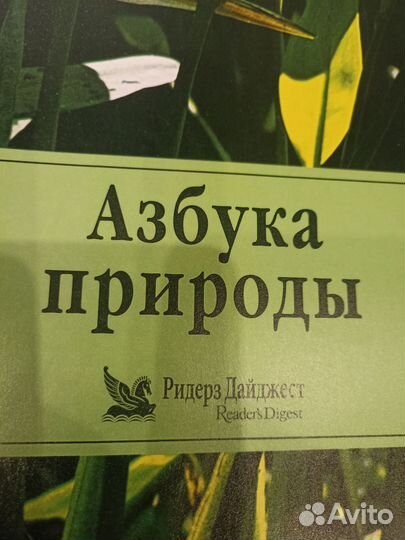 Азбука
природы
Ридерз Дайджест
Reader's Digest
Avito